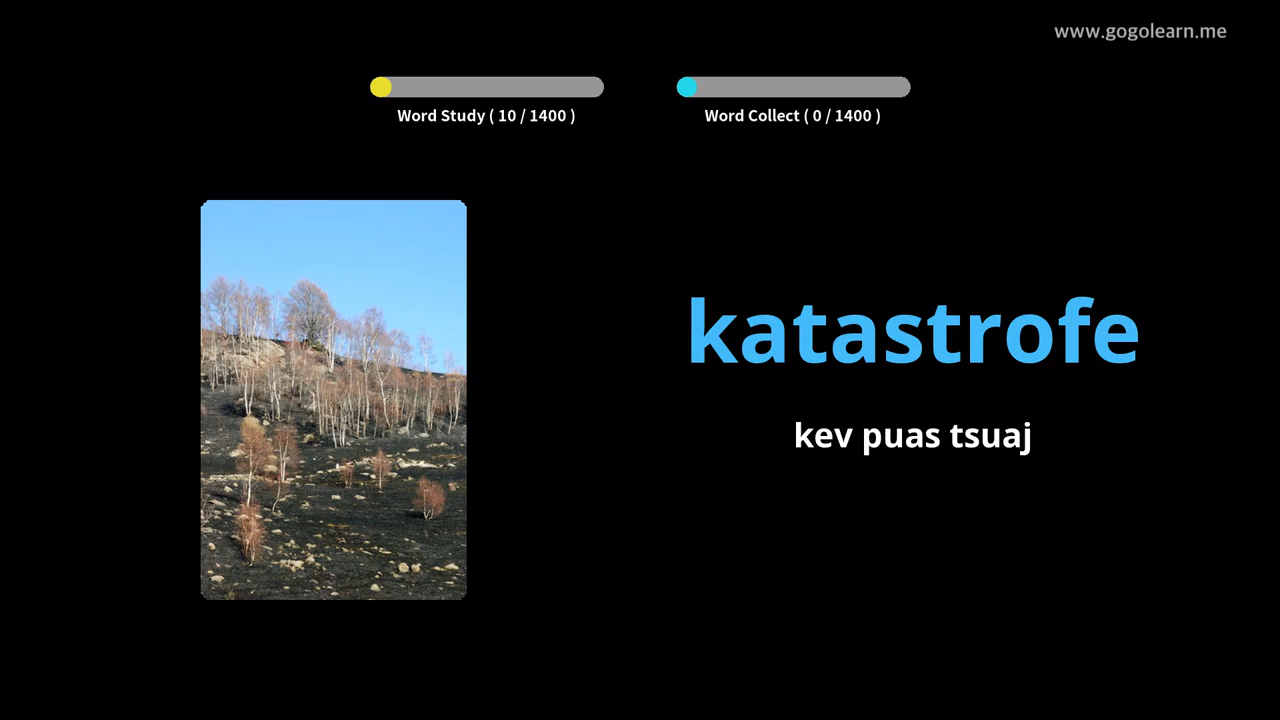 www.gogolearn.me
Word Study ( 10 / 1400 )
Word Collect ( 0 / 1400 )
katastrofe
kev puas tsuaj